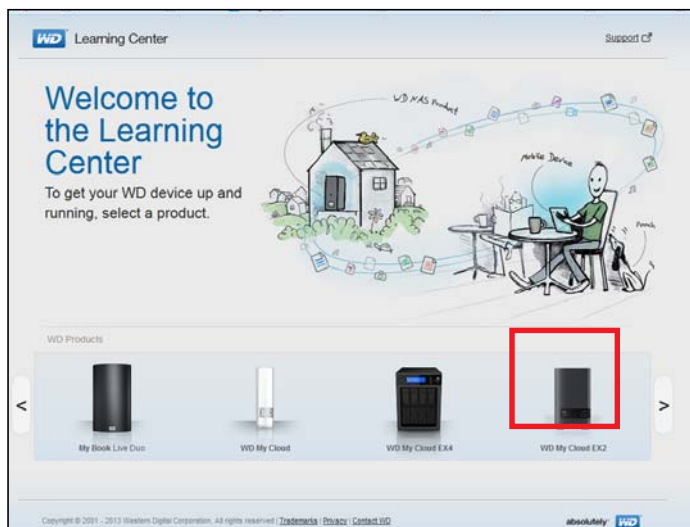 WD Learning Center
Support
Welcome to
the Learning
Center
To get your WD device up and
running, select a product.
WD NAS Product
Mobile Device
Pooch
WD Products
<
>
My Book Live Duo
WD My Cloud
WD My Cloud EX4
WD My Cloud EX2
Copyright © 2001 - 2013 Western Digital Corporation. All rights reserved | Trademarks | Privacy | Contact WD
absolutely WD